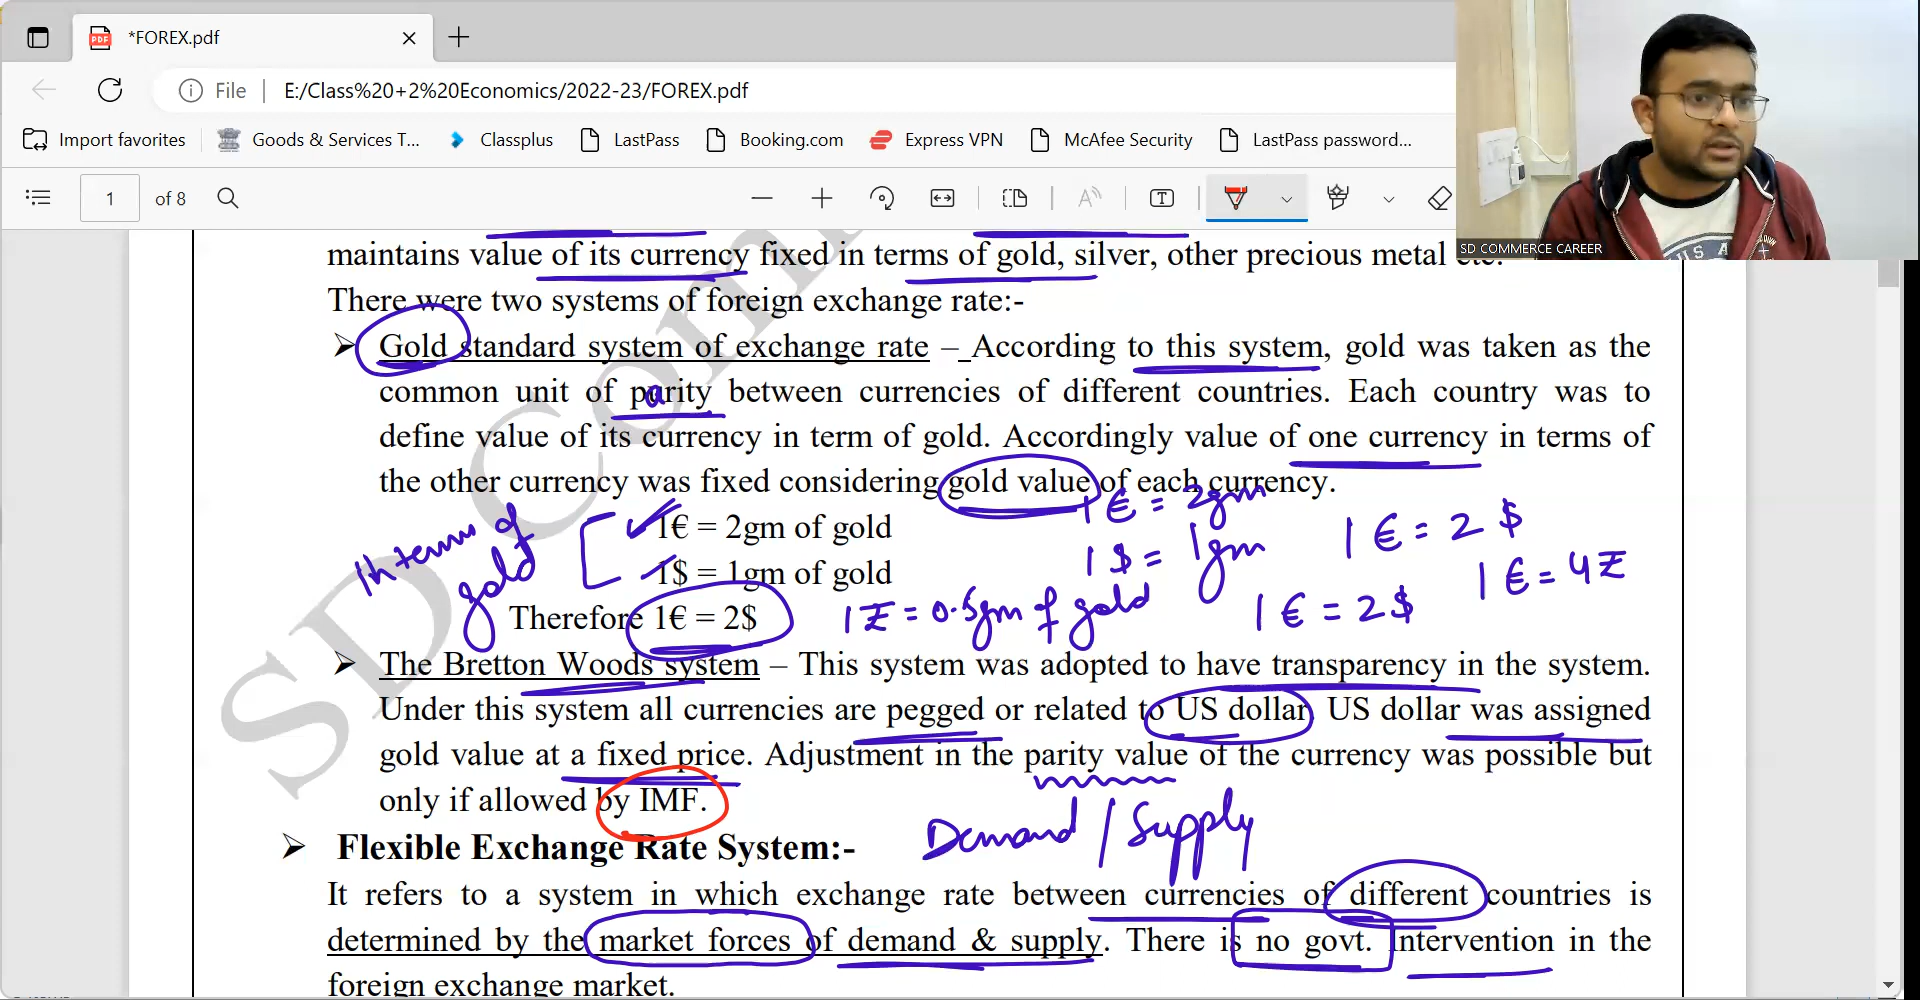 *FOREX.pdf
File
E:/Class%20+2%20Economics/2022-23/FOREX.pdf
Import favorites
Goods & Services T...
Classplus
LastPass
Booking.com
Express VPN
McAfee Security
LastPass password...
1 of 8
SD COMMERCE CAREER
maintains value of its currency fixed in terms of gold, silver, other precious metal etc.
There were two systems of foreign exchange rate:-
Gold standard system of exchange rate – According to this system, gold was taken as the
common unit of parity between currencies of different countries. Each country was to
define value of its currency in term of gold. Accordingly value of one currency in terms of
the other currency was fixed considering gold value of each currency.
In terms of gold
1€ = 2gm of gold
1$ = 1gm of gold
Therefore 1€ = 2$
1 € = 2gm
1 $ = 1gm
1 Ƶ = 0.5gm of gold
1 € = 2 $
1 € = 4 Ƶ
1 € = 2 $
The Bretton Woods system – This system was adopted to have transparency in the system.
Under this system all currencies are pegged or related to US dollar. US dollar was assigned
gold value at a fixed price. Adjustment in the parity value of the currency was possible but
only if allowed by IMF.
Demand / Supply
Flexible Exchange Rate System:-
It refers to a system in which exchange rate between currencies of different countries is
determined by the market forces of demand & supply. There is no govt. Intervention in the
foreign exchange market.
SD Com